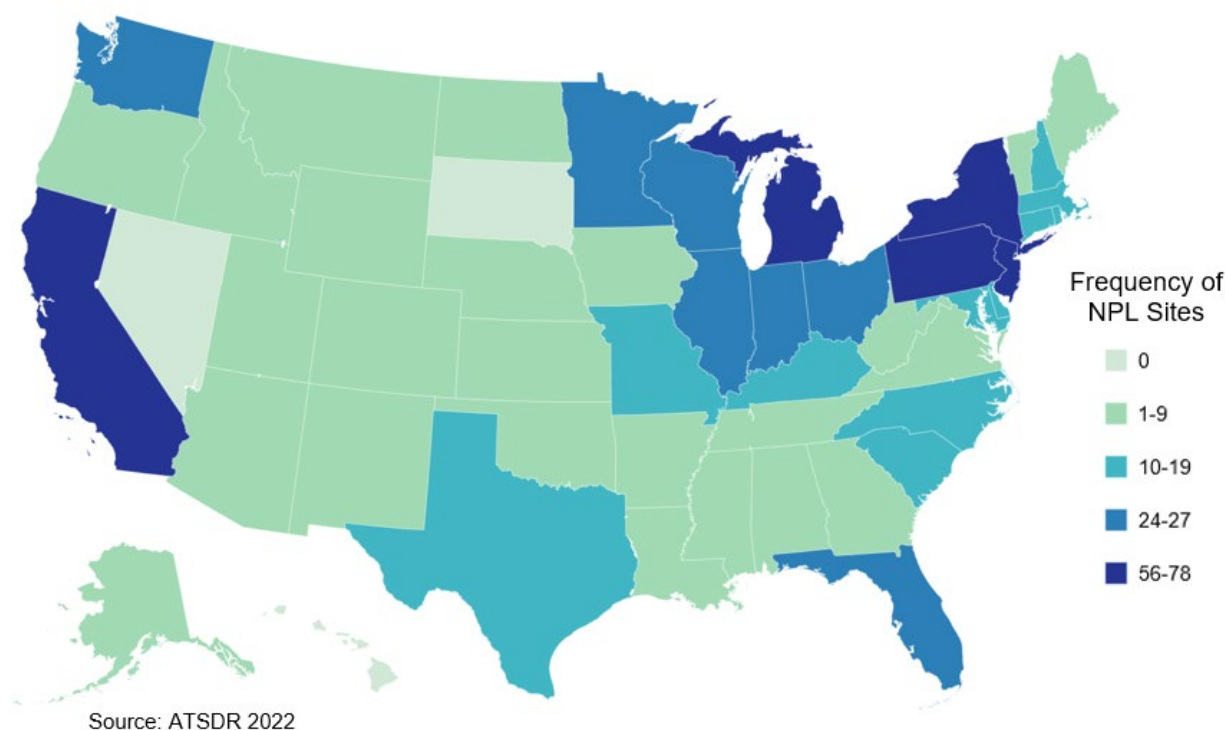 Frequency of
NPL Sites
0
1-9
10-19
24-27
56-78
Source: ATSDR 2022